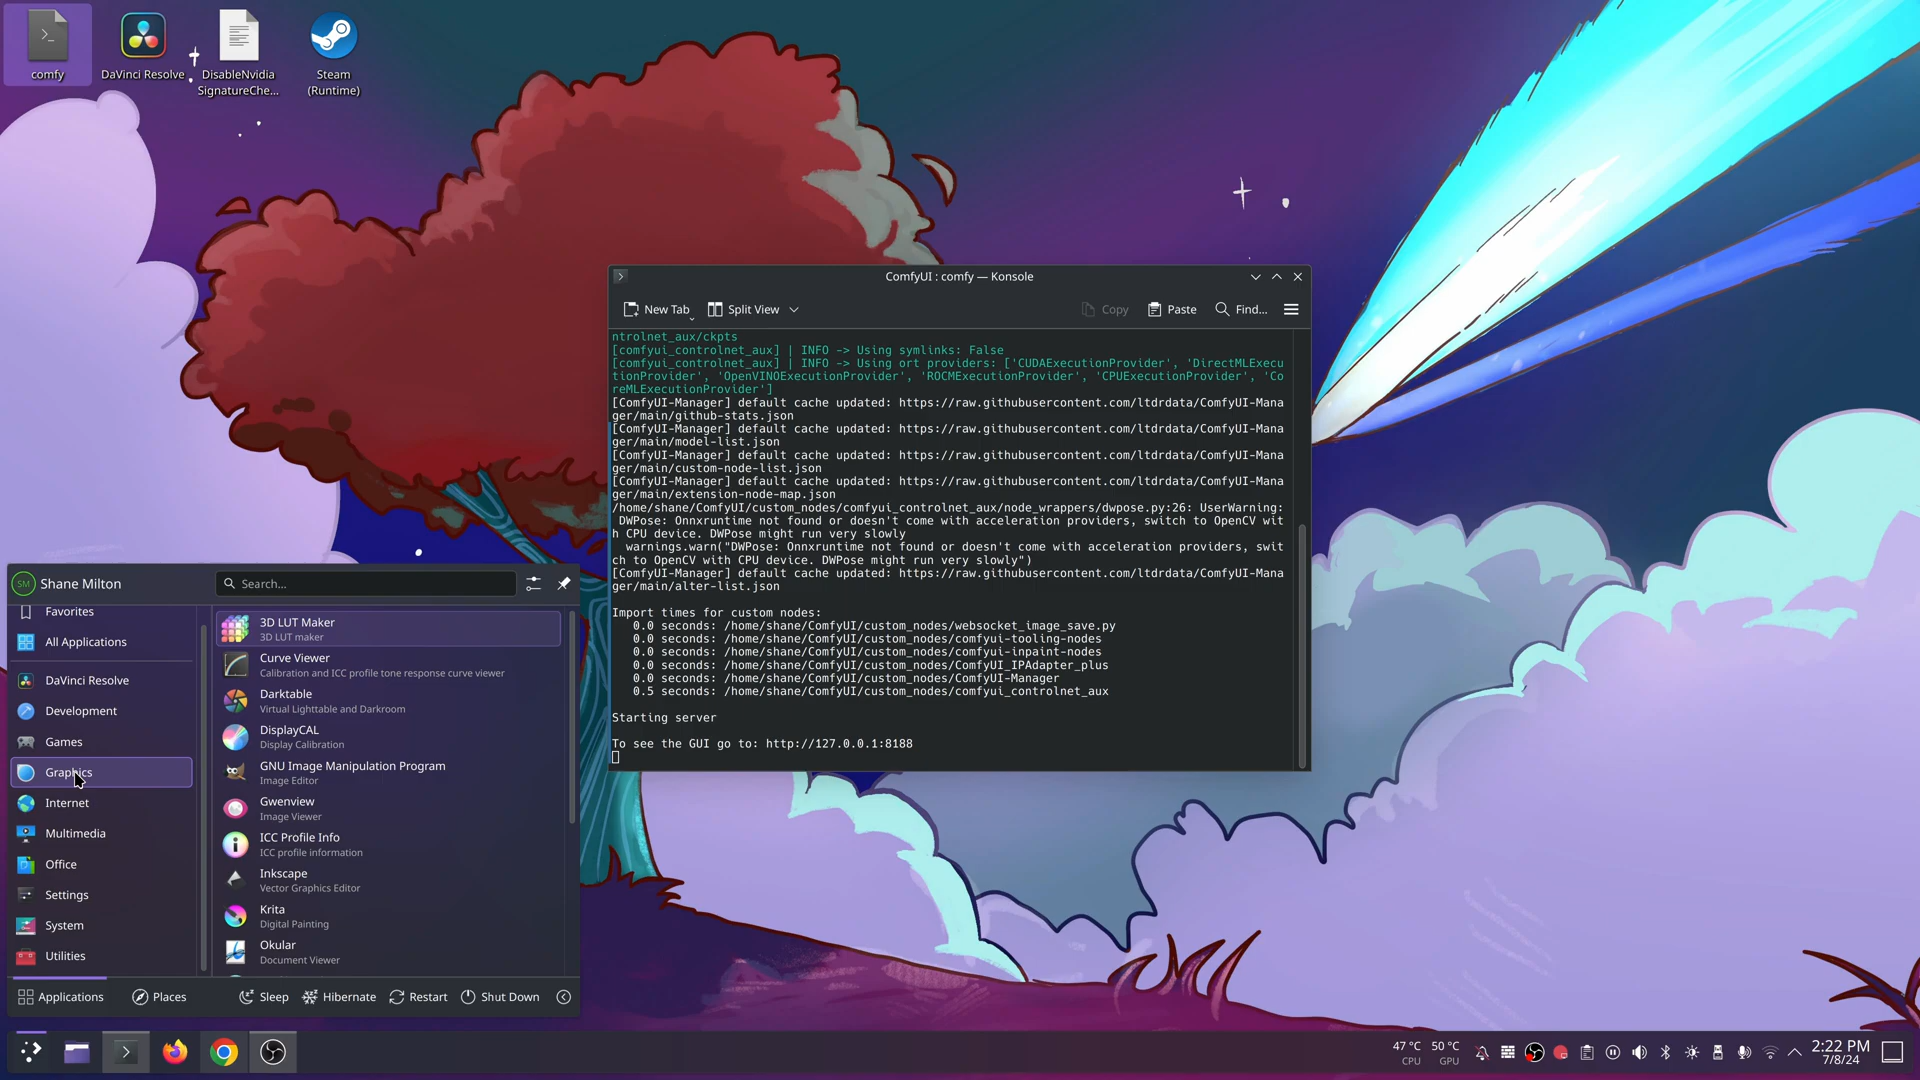 comfy
DaVinci Resolve
DisableNvidia
SignatureChe...
Steam
(Runtime)
ComfyUI : comfy — Konsole
New Tab
Split View
Copy
Paste
Find...
ntrolnet_aux/ckpts
[comfyui_controlnet_aux] | INFO -> Using symlinks: False
[comfyui_controlnet_aux] | INFO -> Using ort providers: ['CUDAExecutionProvider', 'DirectMLExecu
tionProvider', 'OpenVINOExecutionProvider', 'ROCMExecutionProvider', 'CPUExecutionProvider', 'Co
reMLExecutionProvider']
[ComfyUI-Manager] default cache updated: https://raw.githubusercontent.com/ltdrdata/ComfyUI-Mana
ger/main/github-stats.json
[ComfyUI-Manager] default cache updated: https://raw.githubusercontent.com/ltdrdata/ComfyUI-Mana
ger/main/model-list.json
[ComfyUI-Manager] default cache updated: https://raw.githubusercontent.com/ltdrdata/ComfyUI-Mana
ger/main/custom-node-list.json
[ComfyUI-Manager] default cache updated: https://raw.githubusercontent.com/ltdrdata/ComfyUI-Mana
ger/main/extension-node-map.json
/home/shane/ComfyUI/custom_nodes/comfyui_controlnet_aux/node_wrappers/dwpose.py:26: UserWarning:
DWPose: Onnxruntime not found or doesn't come with acceleration providers, switch to OpenCV wit
h CPU device. DWPose might run very slowly
warnings.warn("DWPose: Onnxruntime not found or doesn't come with acceleration providers, swit
ch to OpenCV with CPU device. DWPose might run very slowly")
[ComfyUI-Manager] default cache updated: https://raw.githubusercontent.com/ltdrdata/ComfyUI-Mana
ger/main/alter-list.json
Import times for custom nodes:
0.0 seconds: /home/shane/ComfyUI/custom_nodes/websocket_image_save.py
0.0 seconds: /home/shane/ComfyUI/custom_nodes/comfyui-tooling-nodes
0.0 seconds: /home/shane/ComfyUI/custom_nodes/comfyui-inpaint-nodes
0.0 seconds: /home/shane/ComfyUI/custom_nodes/ComfyUI_IPAdapter_plus
0.0 seconds: /home/shane/ComfyUI/custom_nodes/ComfyUI-Manager
0.5 seconds: /home/shane/ComfyUI/custom_nodes/comfyui_controlnet_aux
Starting server
To see the GUI go to: http://127.0.0.1:8188
SM
Shane Milton
Search...
Favorites
All Applications
DaVinci Resolve
Development
Games
Graphics
Internet
Multimedia
Office
Settings
System
Utilities
3D LUT Maker
3D LUT maker
Curve Viewer
Calibration and ICC profile tone response curve viewer
Darktable
Virtual Lighttable and Darkroom
DisplayCAL
Display Calibration
GNU Image Manipulation Program
Image Editor
Gwenview
Image Viewer
ICC Profile Info
ICC profile information
Inkscape
Vector Graphics Editor
Krita
Digital Painting
Okular
Document Viewer
Applications
Places
Sleep
Hibernate
Restart
Shut Down
47 °C
CPU
50 °C
GPU
2:22 PM
7/8/24